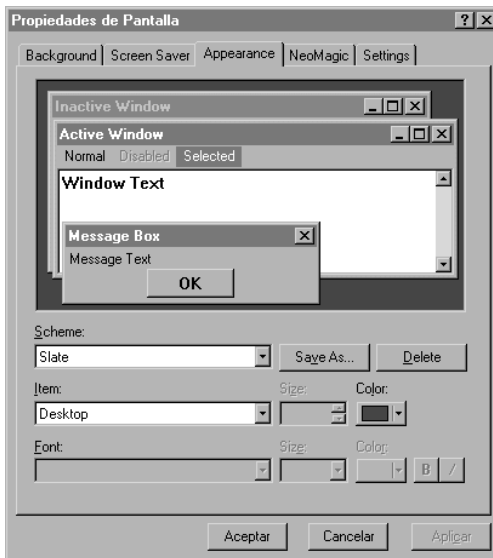 Propiedades de Pantalla
Background Screen Saver Appearance NeoMagic Settings
Inactive Window
Active Window
Normal Disabled Selected
Window Text
Message Box
Message Text
OK
Scheme:
Slate Save As... Delete
Item: Size: Color:
Desktop
Font: Size: Color:
B /
Aceptar Cancelar Aplicar